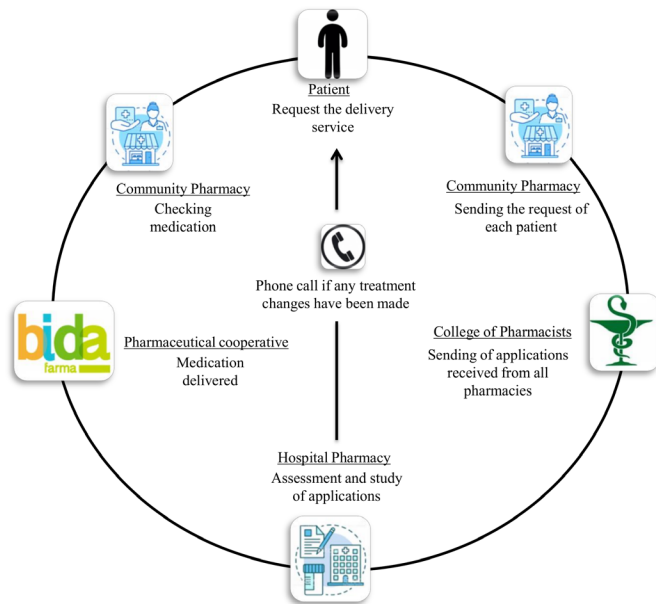 Patient
Request the delivery
service
Community Pharmacy
Checking
medication
Community Pharmacy
Sending the request of
each patient
Phone call if any treatment
changes have been made
bida
farma
Pharmaceutical cooperative
Medication
delivered
College of Pharmacists
Sending of applications
received from all
pharmacies
Hospital Pharmacy
Assessment and study
of applications